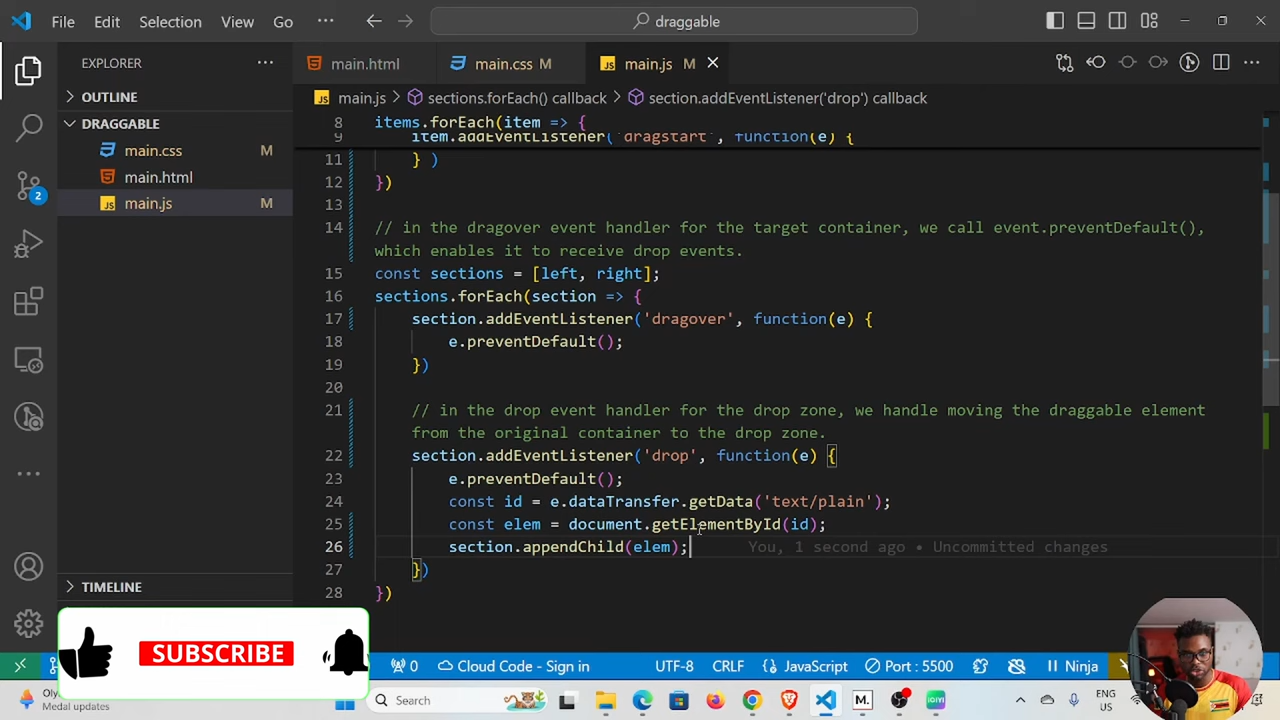 File Edit Selection View Go ··· draggable
EXPLORER ··· main.html main.css M main.js M
main.js > sections.forEach() callback > section.addEventListener('drop') callback
OUTLINE
DRAGGABLE
main.css M
main.html
main.js M
8 items.forEach(item => {
9 item.addEventListener('dragstart', function(e) {
11 } )
12 })
13
14 // in the dragover event handler for the target container, we call event.preventDefault(),
which enables it to receive drop events.
15 const sections = [left, right];
16 sections.forEach(section => {
17 section.addEventListener('dragover', function(e) {
18 e.preventDefault();
19 })
20
21 // in the drop event handler for the drop zone, we handle moving the draggable element
from the original container to the drop zone.
22 section.addEventListener('drop', function(e) {
23 e.preventDefault();
24 const id = e.dataTransfer.getData('text/plain');
25 const elem = document.getElementById(id);
26 section.appendChild(elem); You, 1 second ago • Uncommitted changes
27 })
28 })
2
TIMELINE
SUBSCRIBE
0 Cloud Code - Sign in UTF-8 CRLF {} JavaScript Port : 5500 Ninja
Medal updates
Search
M.
ENG